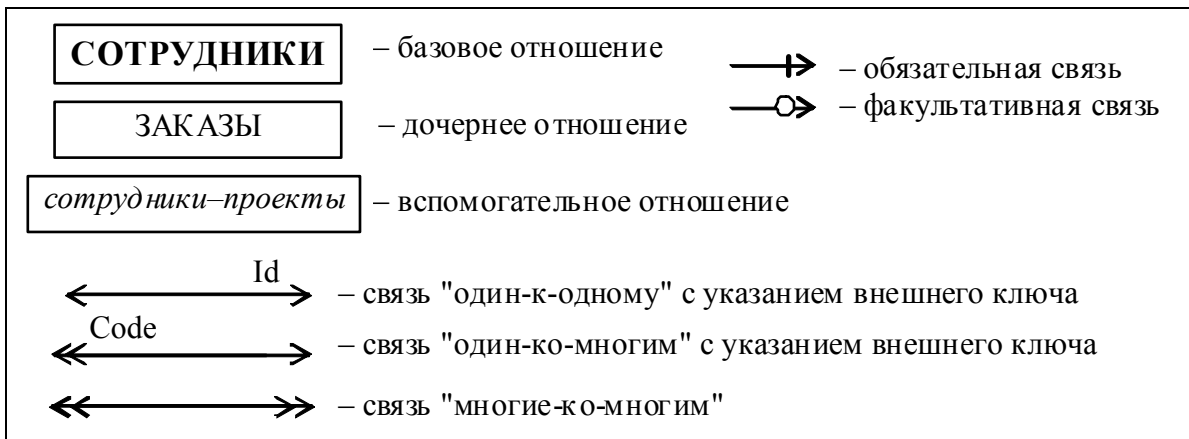 СОТРУДНИКИ – базовое отношение
– обязательная связь
ЗАКАЗЫ – дочернее отношение
– факультативная связь
сотрудники–проекты – вспомогательное отношение
Id
– связь "один-к-одному" с указанием внешнего ключа
Code
– связь "один-ко-многим" с указанием внешнего ключа
– связь "многие-ко-многим"